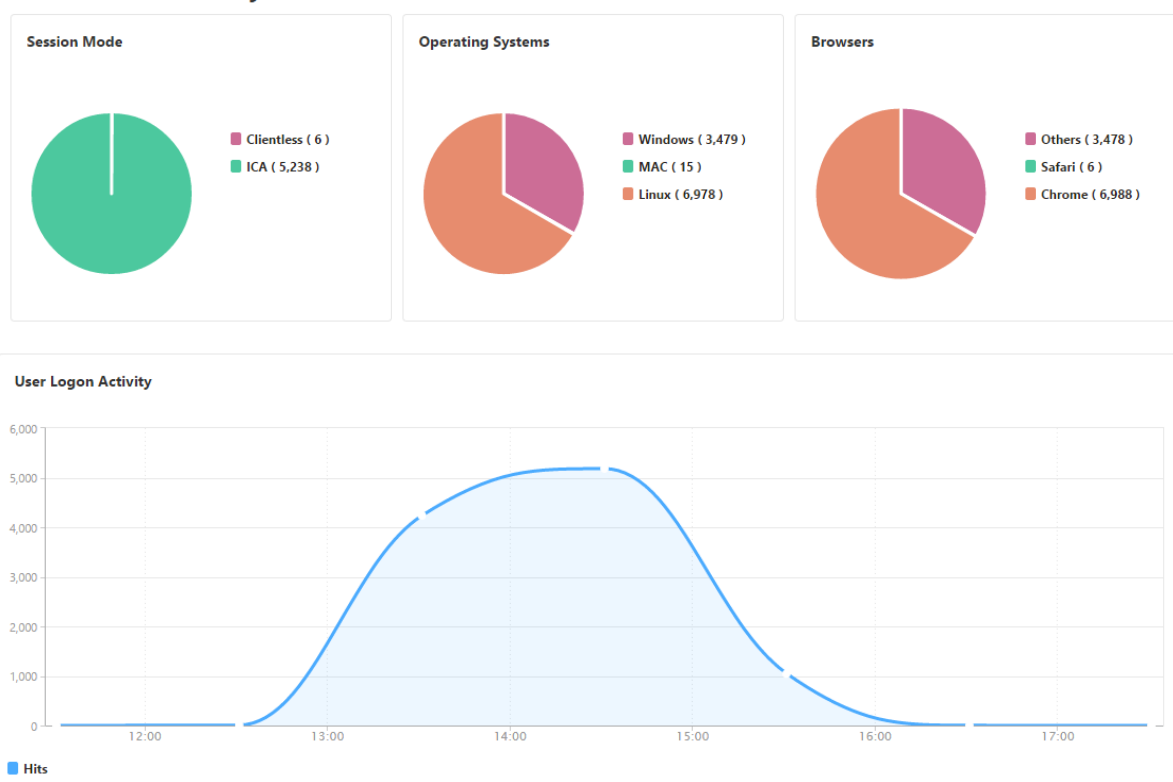 Session Mode
Clientless ( 6 )
ICA ( 5,238 )
Operating Systems
Windows ( 3,479 )
MAC ( 15 )
Linux ( 6,978 )
Browsers
Others ( 3,478 )
Safari ( 6 )
Chrome ( 6,988 )
User Logon Activity
6,000
5,000
4,000
3,000
2,000
1,000
0
12:00 13:00 14:00 15:00 16:00 17:00
Hits